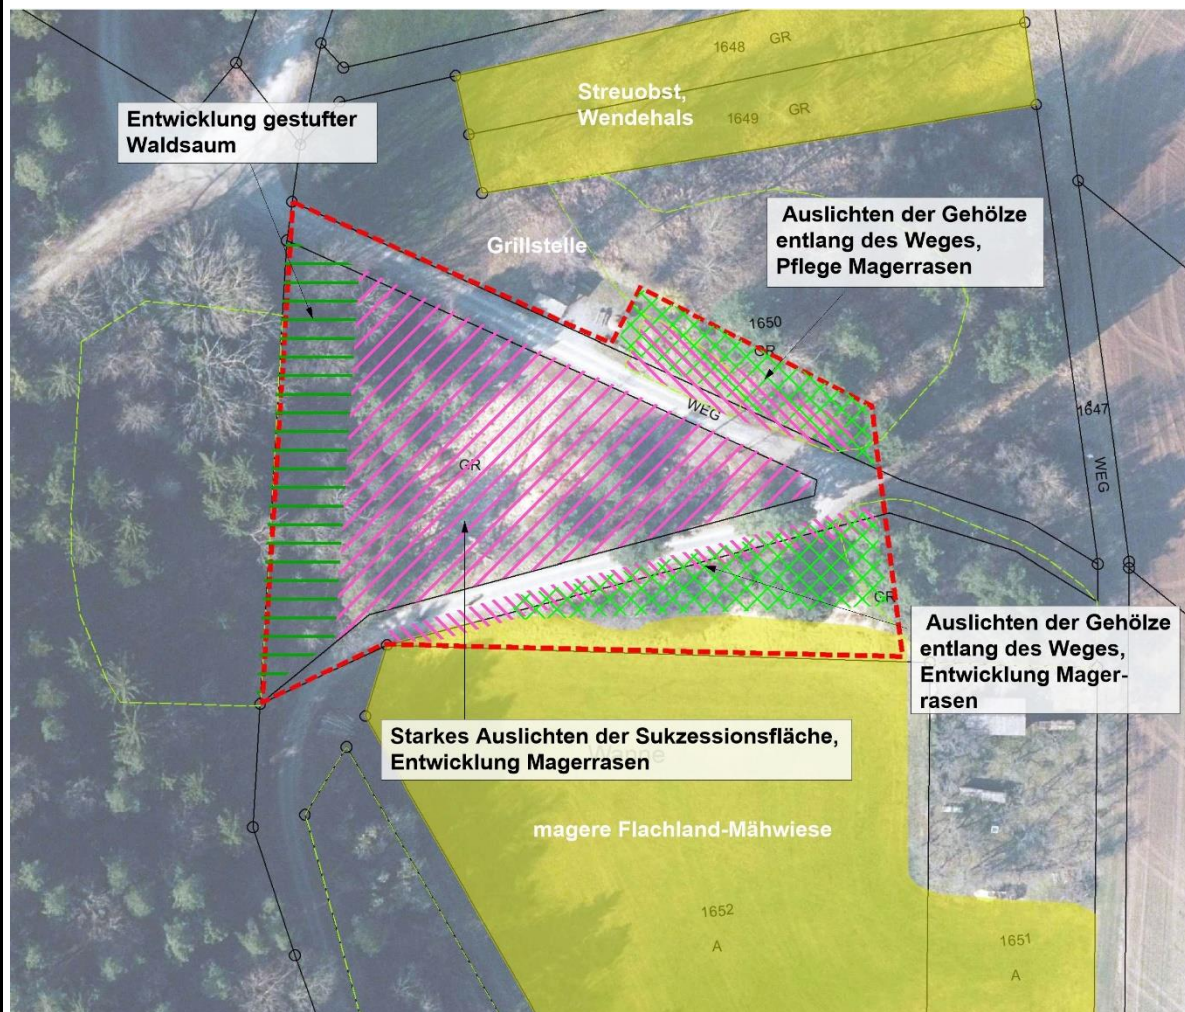 1648 GR
Streuobst,
Wendehals
1649 GR
Entwicklung gestufter
Waldsaum
Auslichten der Gehölze
entlang des Weges,
Pflege Magerrasen
Grillstelle
1650
GR
WEG
1647
WEG
GR
GR
Auslichten der Gehölze
entlang des Weges,
Entwicklung Mager-
rasen
Starkes Auslichten der Sukzessionsfläche,
Entwicklung Magerrasen
magere Flachland-Mähwiese
1652
A
1651
A